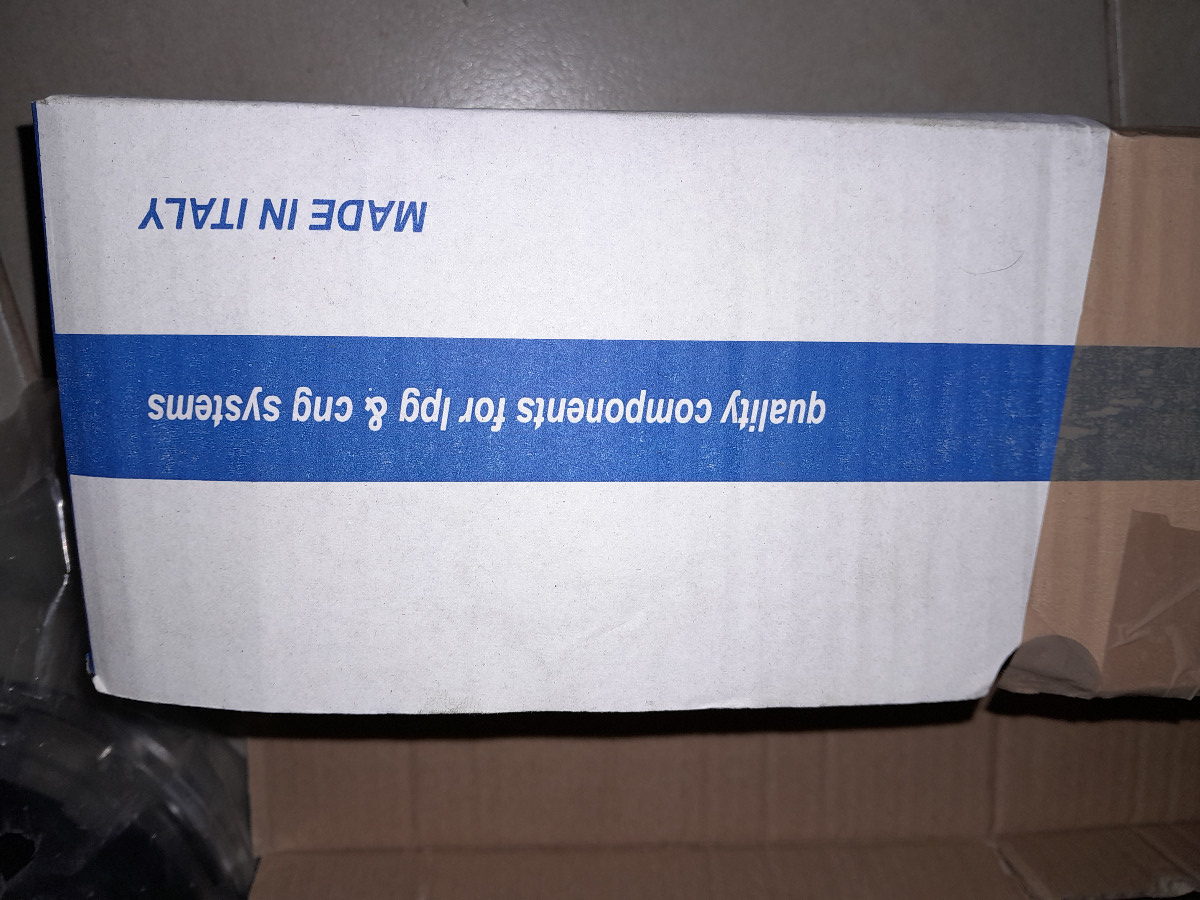 quality components for lpg & cng systems
MADE IN ITALY